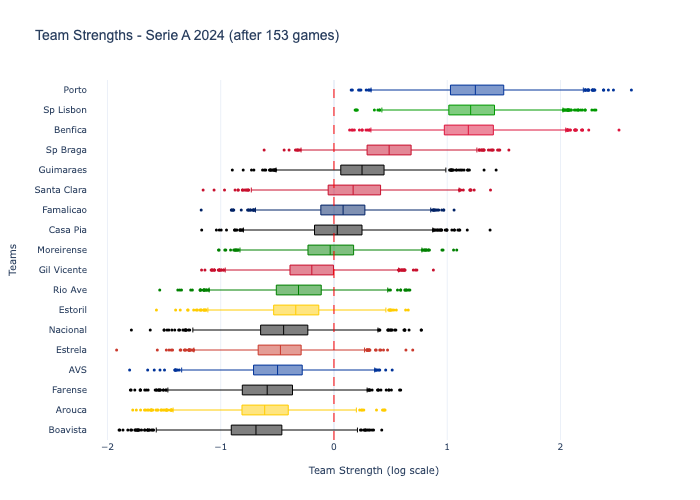 Team Strengths - Serie A 2024 (after 153 games)
Teams
Porto
Sp Lisbon
Benfica
Sp Braga
Guimaraes
Santa Clara
Famalicao
Casa Pia
Moreirense
Gil Vicente
Rio Ave
Estoril
Nacional
Estrela
AVS
Farense
Arouca
Boavista
−2 −1 0 1 2
Team Strength (log scale)